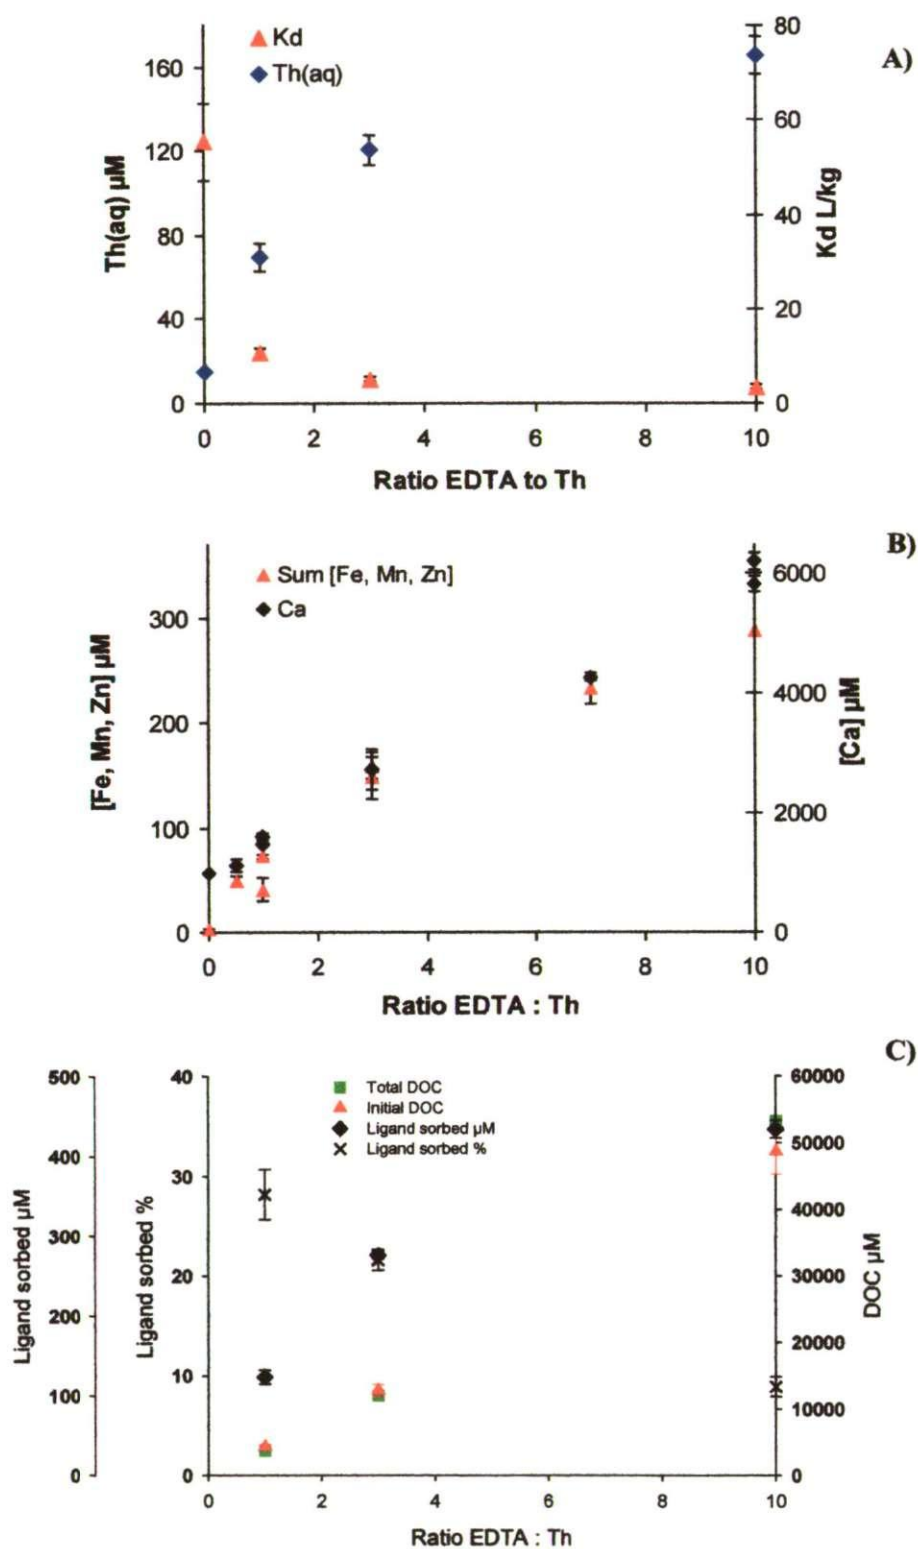 A)
Kd
Th(aq)
160
120
80
40
0
Th(aq) µM
80
60
40
20
0
Kd L/kg
0 2 4 6 8 10
Ratio EDTA to Th
B)
Sum [Fe, Mn, Zn]
Ca
300
200
100
0
[Fe, Mn, Zn] µM
6000
4000
2000
0
[Ca] µM
0 2 4 6 8 10
Ratio EDTA : Th
C)
Total DOC
Initial DOC
Ligand sorbed µM
Ligand sorbed %
500
400
300
200
100
0
Ligand sorbed µM
40
30
20
10
0
Ligand sorbed %
60000
50000
40000
30000
20000
10000
0
DOC µM
0 2 4 6 8 10
Ratio EDTA : Th